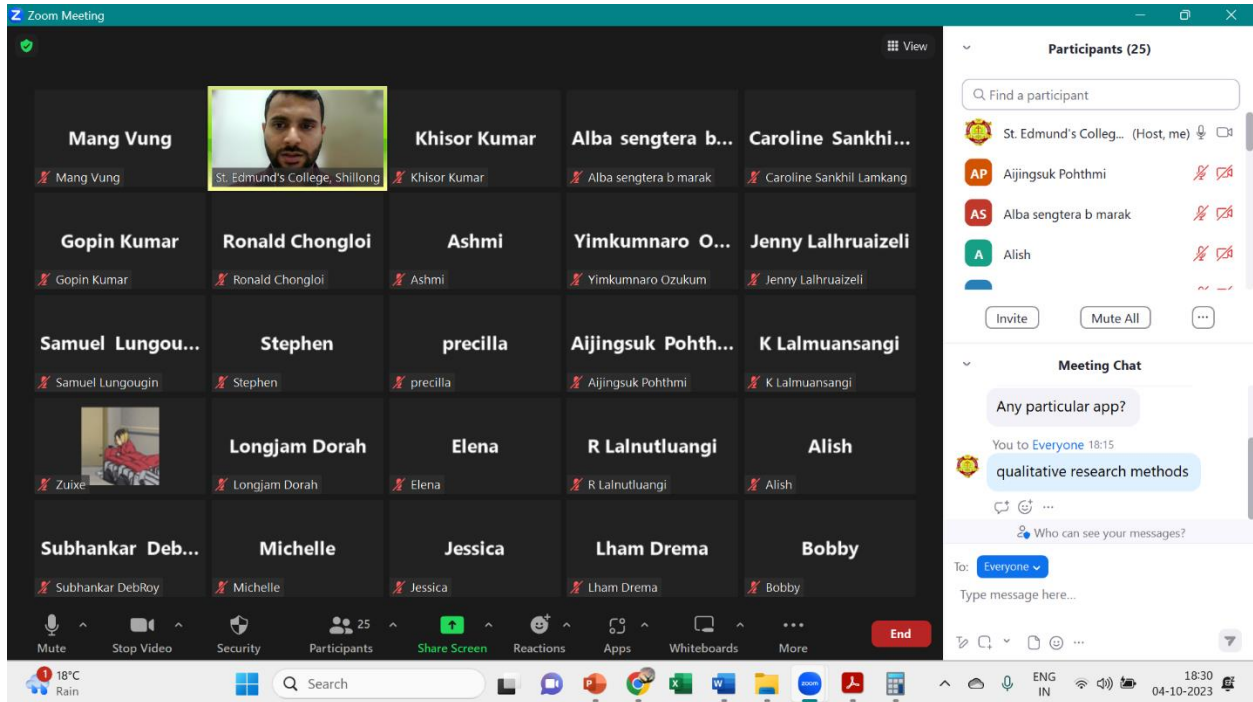 Zoom Meeting
View
Mang Vung
Khisor Kumar
Alba sengtera b...
Caroline Sankhi...
Mang Vung
St. Edmund's College, Shillong
Khisor Kumar
Alba sengtera b marak
Caroline Sankhil Lamkang
Gopin Kumar
Ronald Chongloi
Ashmi
Yimkumnaro O...
Jenny Lalhruaizeli
Gopin Kumar
Ronald Chongloi
Ashmi
Yimkumnaro Ozukum
Jenny Lalhruaizeli
Samuel Lungou...
Stephen
precilla
Aijingsuk Pohth...
K Lalmuansangi
Samuel Lungougin
Stephen
precilla
Aijingsuk Pohthmi
K Lalmuansangi
Longjam Dorah
Elena
R Lalnutluangi
Alish
Zuixe
Longjam Dorah
Elena
R Lalnutluangi
Alish
Subhankar Deb...
Michelle
Jessica
Lham Drema
Bobby
Subhankar DebRoy
Michelle
Jessica
Lham Drema
Bobby
Mute
Stop Video
Security
25
Participants
Share Screen
Reactions
Apps
Whiteboards
More
End
Participants (25)
Find a participant
St. Edmund's Colleg... (Host, me)
AP Aijingsuk Pohthmi
AS Alba sengtera b marak
A Alish
Invite
Mute All
Meeting Chat
Any particular app?
You to Everyone 18:15
qualitative research methods
Who can see your messages?
To: Everyone
Type message here...
1
18°C
Rain
Search
zoom
ENG
IN
18:30
04-10-2023